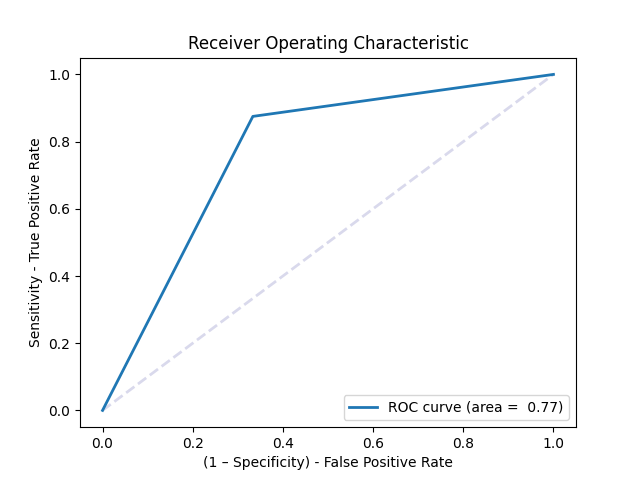 Receiver Operating Characteristic
1.0
0.8
0.6
0.4
0.2
0.0
Sensitivity - True Positive Rate
ROC curve (area =  0.77)
0.0 0.2 0.4 0.6 0.8 1.0
(1 – Specificity) - False Positive Rate